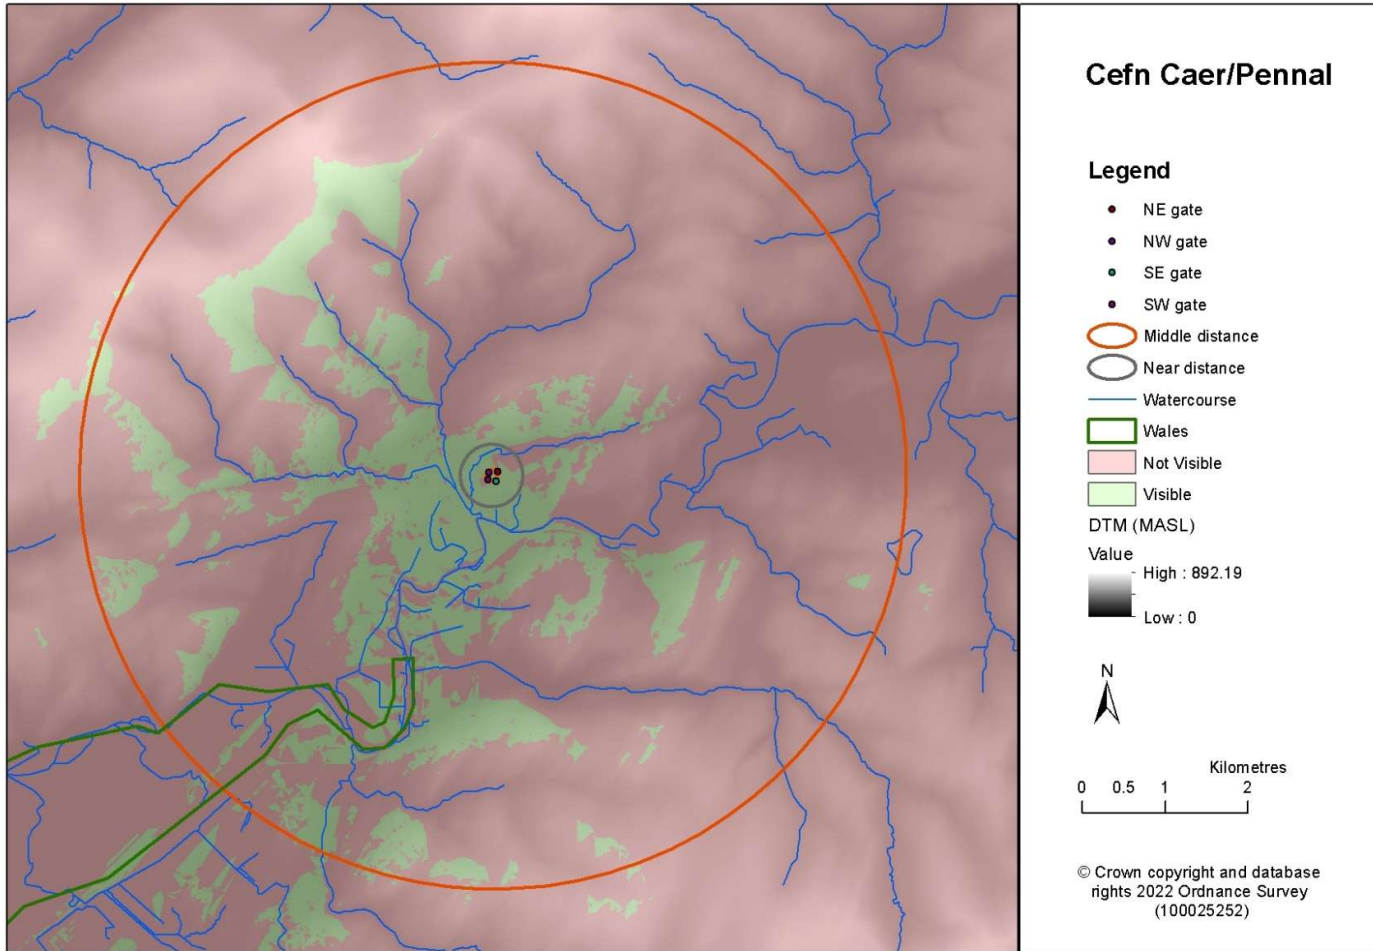 Cefn Caer/Pennal
Legend
NE gate
NW gate
SE gate
SW gate
Middle distance
Near distance
Watercourse
Wales
Not Visible
Visible
DTM (MASL)
Value
High : 892.19
Low : 0
N
Kilometres
0 0.5 1 2
© Crown copyright and database
rights 2022 Ordnance Survey
(100025252)